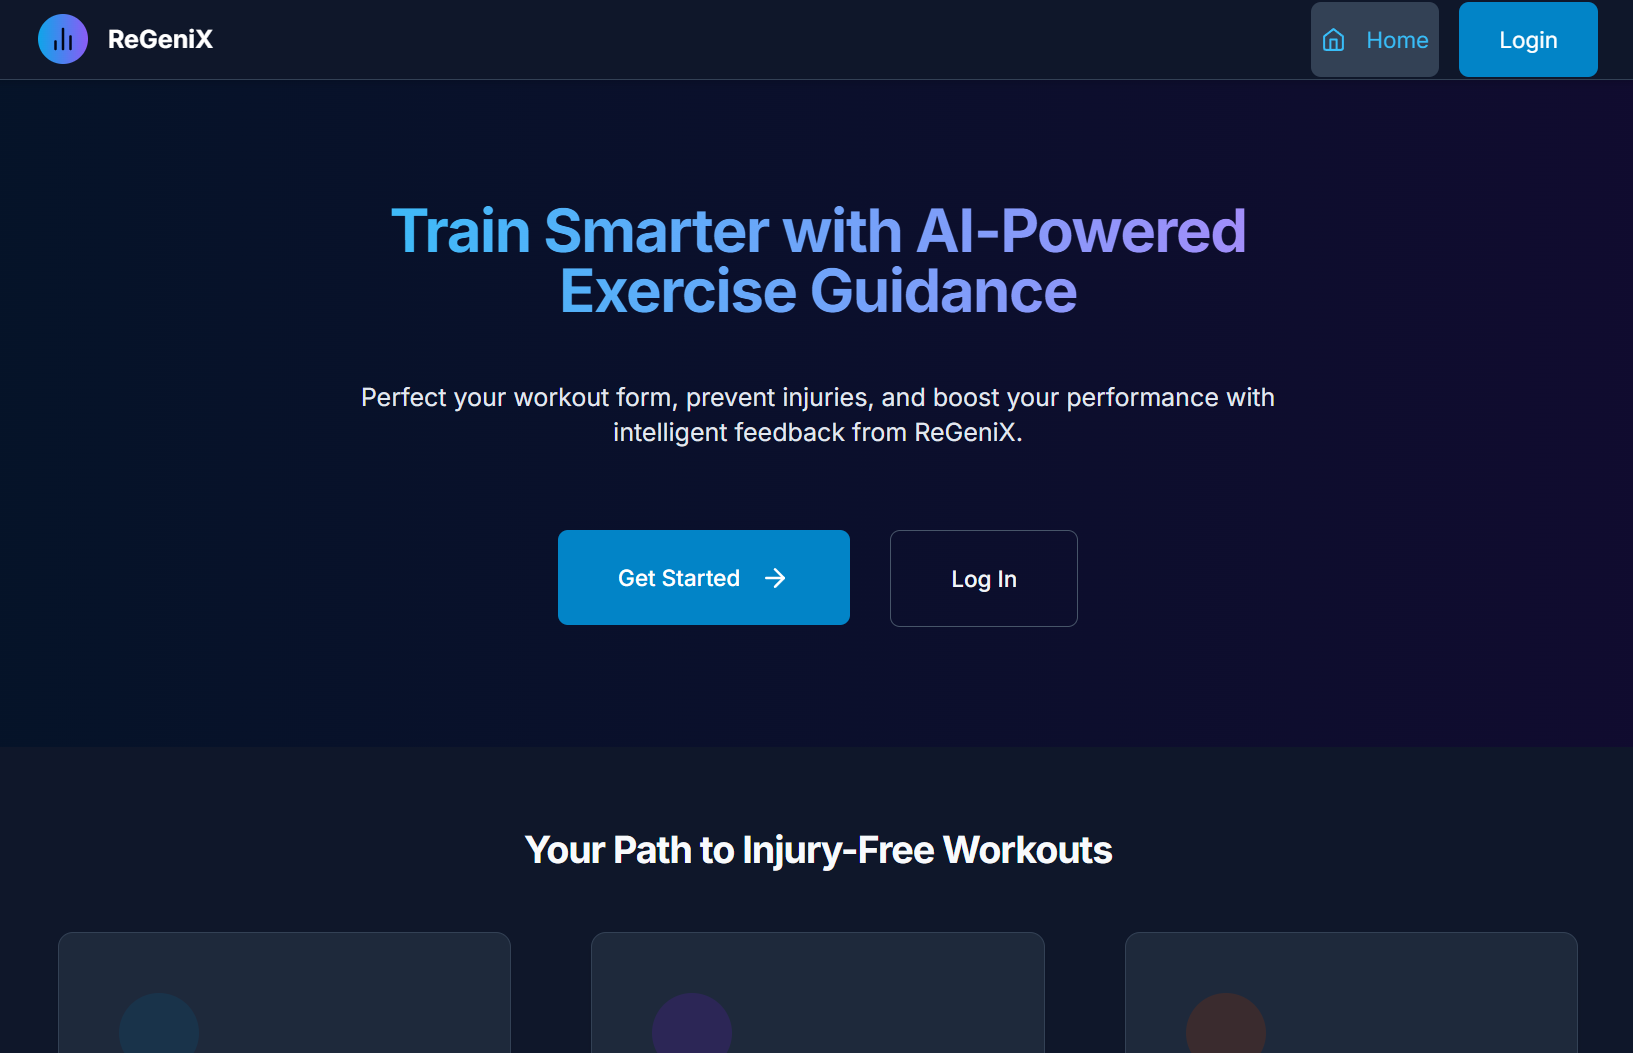 ReGeniX
Home
Login
Train Smarter with AI-Powered
Exercise Guidance
Perfect your workout form, prevent injuries, and boost your performance with
intelligent feedback from ReGeniX.
Get Started
Log In
Your Path to Injury-Free Workouts